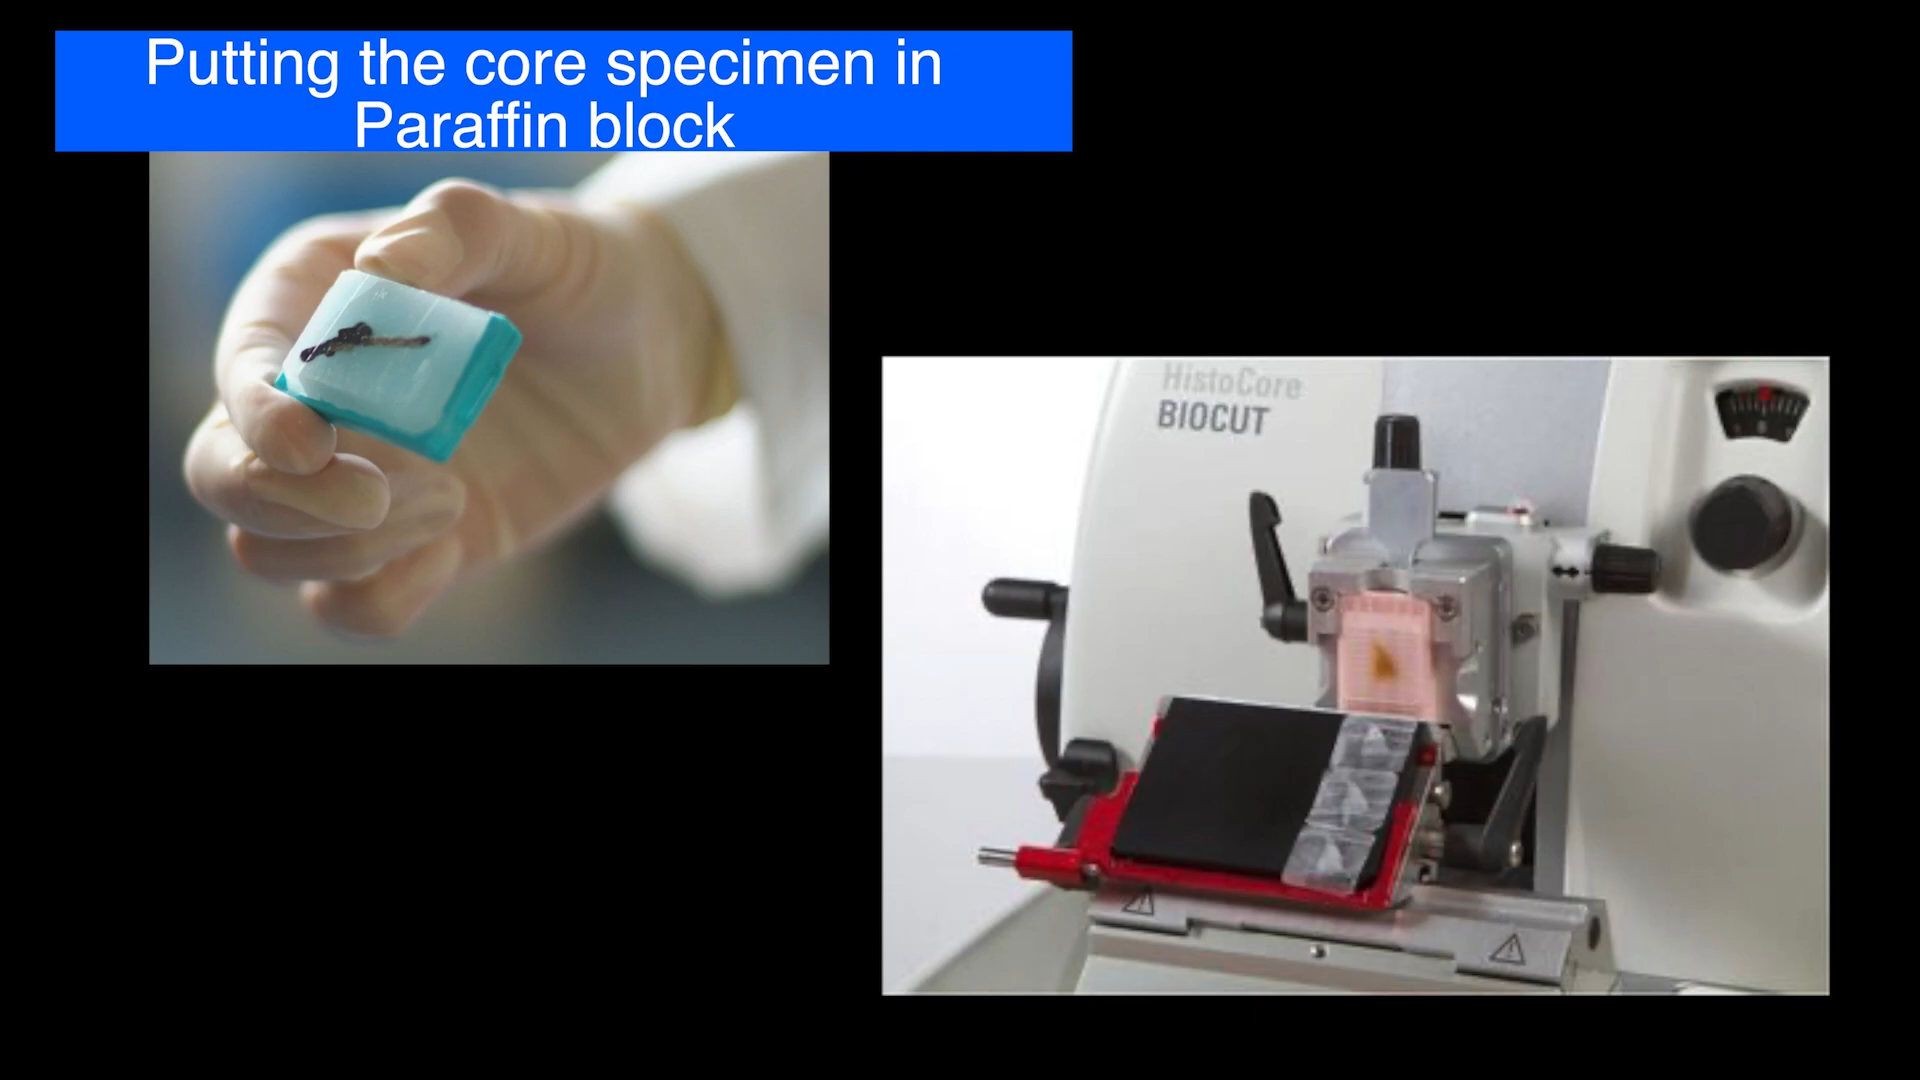 Putting the core specimen in
Paraffin block
HistoCore
BIOCUT